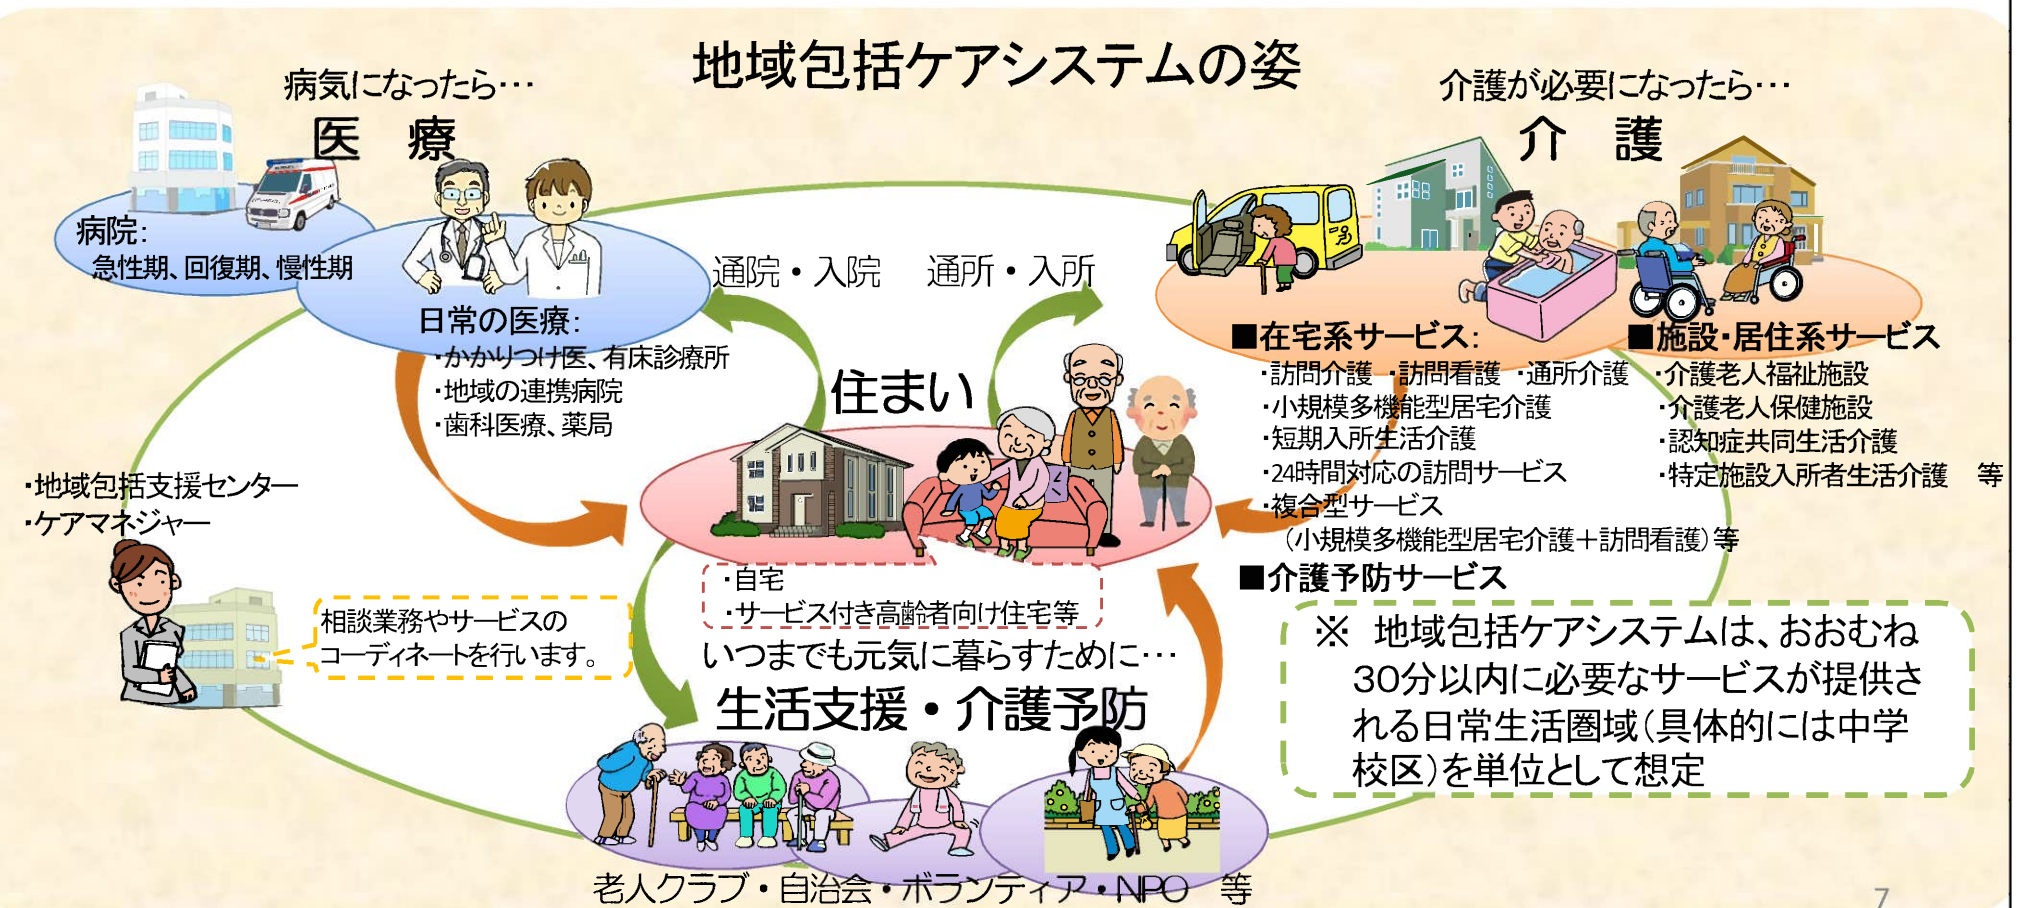 地域包括ケアシステムの姿
病気になったら…
医 療
病院:
急性期、回復期、慢性期
日常の医療:
・かかりつけ医、有床診療所
・地域の連携病院
・歯科医療、薬局
通院・入院
通所・入所
介護が必要になったら…
介 護
■在宅系サービス:
・訪問介護 ・訪問看護 ・通所介護
・小規模多機能型居宅介護
・短期入所生活介護
・24時間対応の訪問サービス
・複合型サービス
（小規模多機能型居宅介護＋訪問看護）等
■介護予防サービス
■施設・居住系サービス
・介護老人福祉施設
・介護老人保健施設
・認知症共同生活介護
・特定施設入所者生活介護 等
住まい
・自宅
・サービス付き高齢者向け住宅等
・地域包括支援センター
・ケアマネジャー
相談業務やサービスの
コーディネートを行います。
いつまでも元気に暮らすために…
生活支援・介護予防
老人クラブ・自治会・ボランティア・NPO 等
※ 地域包括ケアシステムは、おおむね
30分以内に必要なサービスが提供さ
れる日常生活圏域（具体的には中学
校区）を単位として想定
7